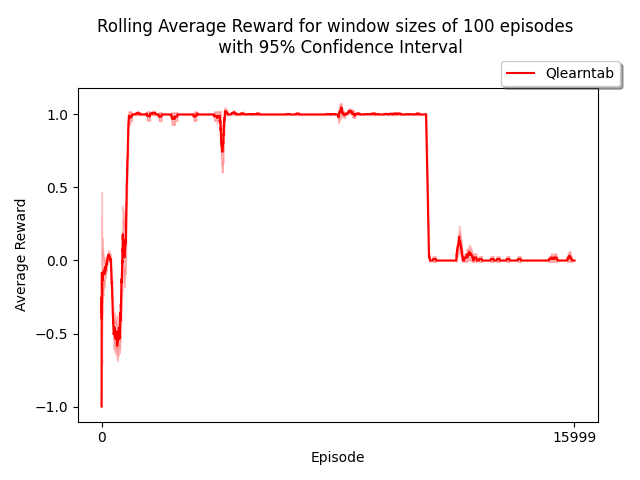 Rolling Average Reward for window sizes of 100 episodes
with 95% Confidence Interval
Qlearntab
1.0
0.5
0.0
−0.5
−1.0
Average Reward
0
15999
Episode